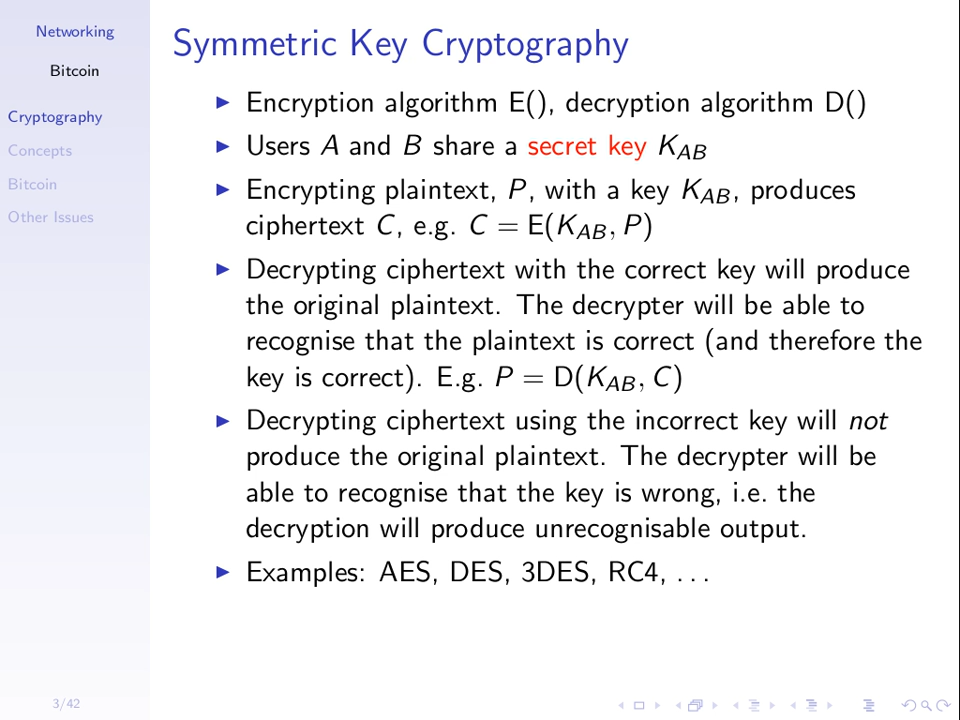 Networking
Bitcoin
Cryptography
Concepts
Bitcoin
Other Issues
3/42
Symmetric Key Cryptography
► Encryption algorithm E(), decryption algorithm D()
► Users A and B share a secret key K_AB
► Encrypting plaintext, P, with a key K_AB, produces
ciphertext C, e.g. C = E(K_AB, P)
► Decrypting ciphertext with the correct key will produce
the original plaintext. The decrypter will be able to
recognise that the plaintext is correct (and therefore the
key is correct). E.g. P = D(K_AB, C)
► Decrypting ciphertext using the incorrect key will not
produce the original plaintext. The decrypter will be
able to recognise that the key is wrong, i.e. the
decryption will produce unrecognisable output.
► Examples: AES, DES, 3DES, RC4, . . .